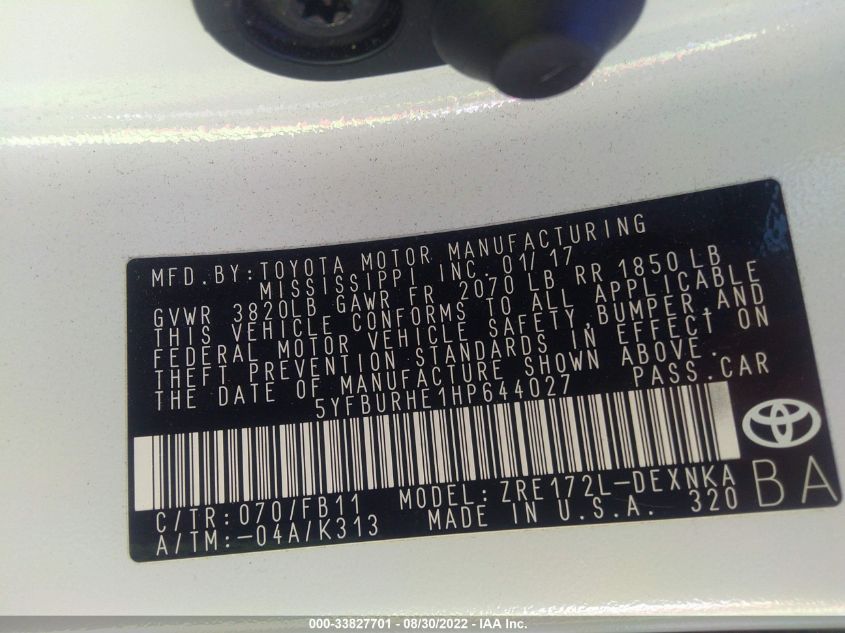 MFD.BY:TOYOTA MOTOR MANUFACTURING
MISSISSIPPI INC. 01/17
GVWR 3820LB GAWR FR 2070 LB RR 1850 LB
THIS VEHICLE CONFORMS TO ALL APPLICABLE
FEDERAL MOTOR VEHICLE SAFETY,BUMPER,AND
THEFT PREVENTION STANDARDS IN EFFECT ON
THE DATE OF MANUFACTURE SHOWN ABOVE.
5YFBURHE1HP644027 PASS.CAR
C/TR:070/FB11 MODEL:ZRE172L-DEXNKA
A/TM:-04A/K313 MADE IN U.S.A. 320 BA
000-33827701 - 08/30/2022 - IAA Inc.